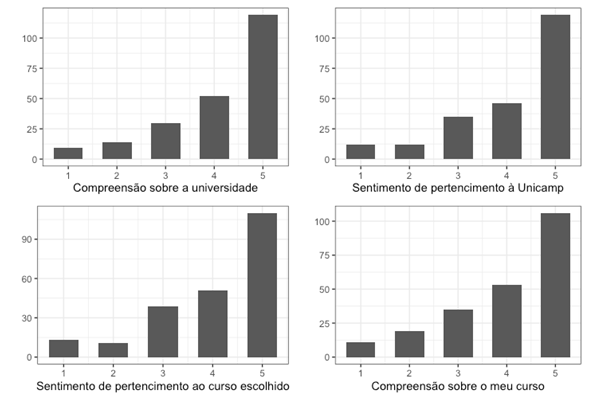 100
75
50
25
0
1 2 3 4 5
Compreensão sobre a universidade
100
75
50
25
0
1 2 3 4 5
Sentimento de pertencimento à Unicamp
90
60
30
0
1 2 3 4 5
Sentimento de pertencimento ao curso escolhido
100
75
50
25
0
1 2 3 4 5
Compreensão sobre o meu curso